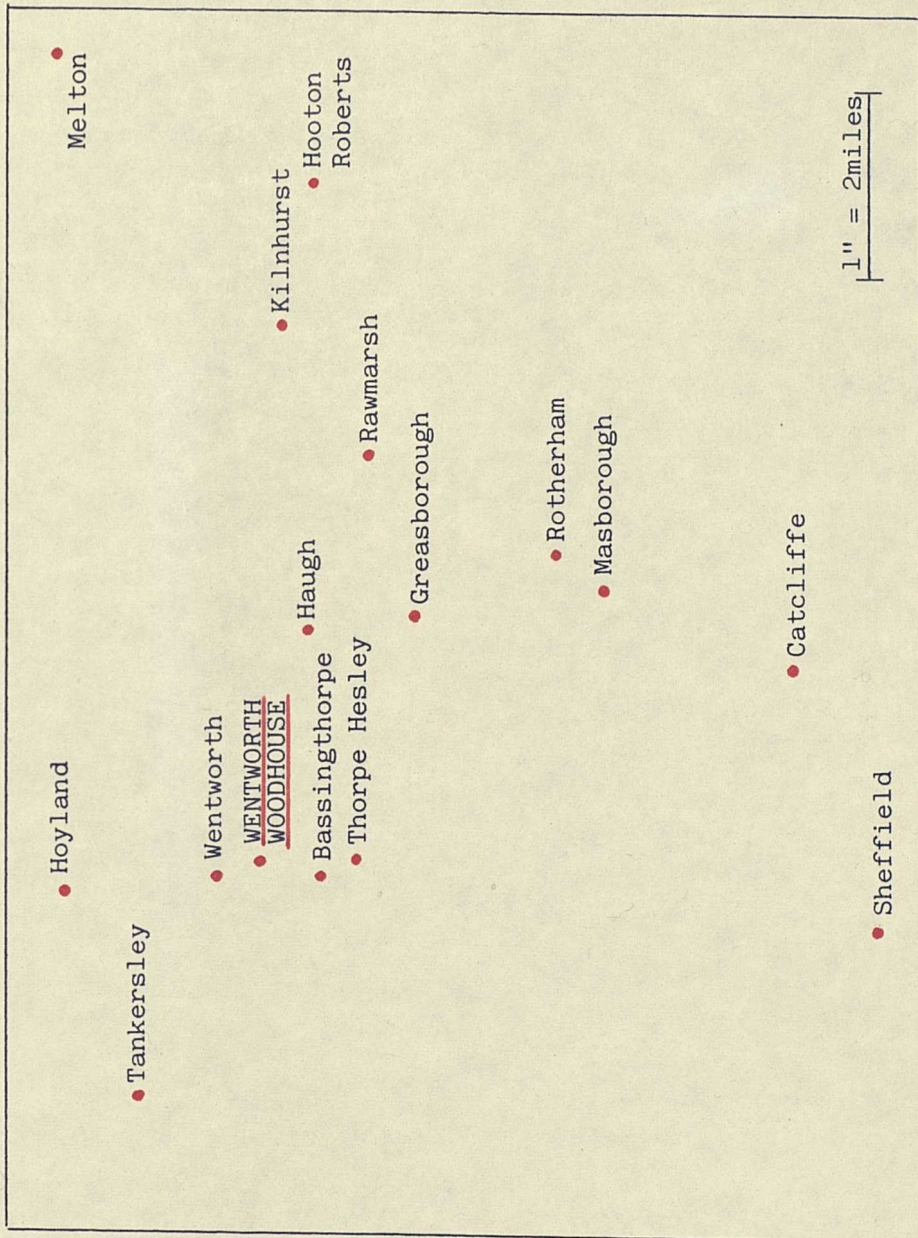 Melton
Hoyland
Tankersley
Wentworth
WENTWORTH
WOODHOUSE
Kilnhurst
Hooton
Roberts
Haugh
Bassingthorpe
Thorpe Hesley
Rawmarsh
Greasborough
Rotherham
Masborough
Catcliffe
Sheffield
1" = 2miles